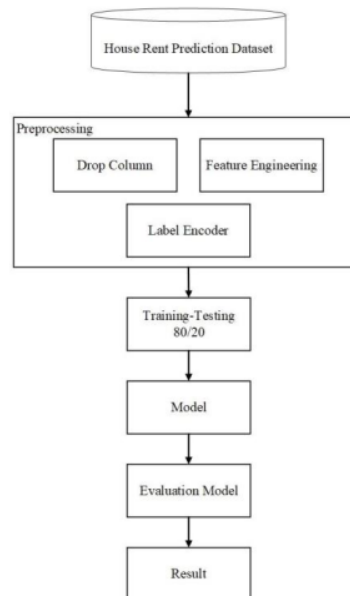 House Rent Prediction Dataset
Preprocessing
Drop Column
Feature Engineering
Label Encoder
Training-Testing
80/20
Model
Evaluation Model
Result